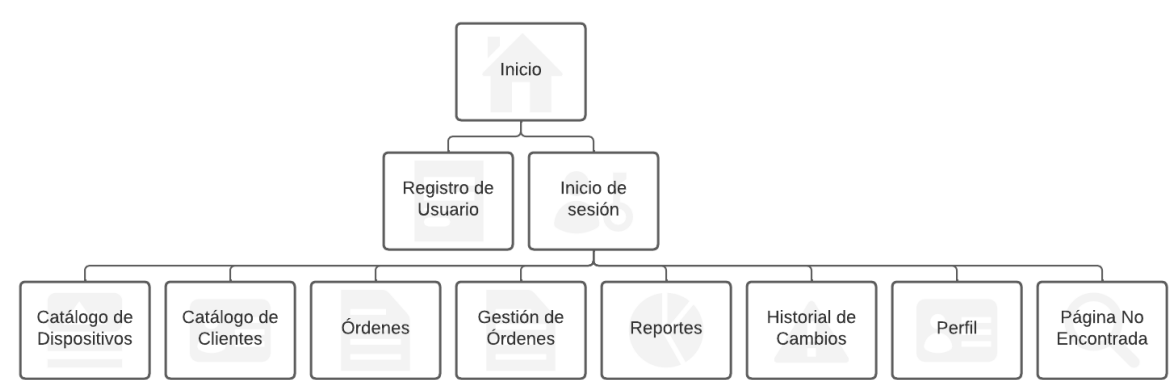 Inicio
Registro de
Usuario
Inicio de
sesión
Catálogo de
Dispositivos
Catálogo de
Clientes
Órdenes
Gestión de
Órdenes
Reportes
Historial de
Cambios
Perfil
Página No
Encontrada